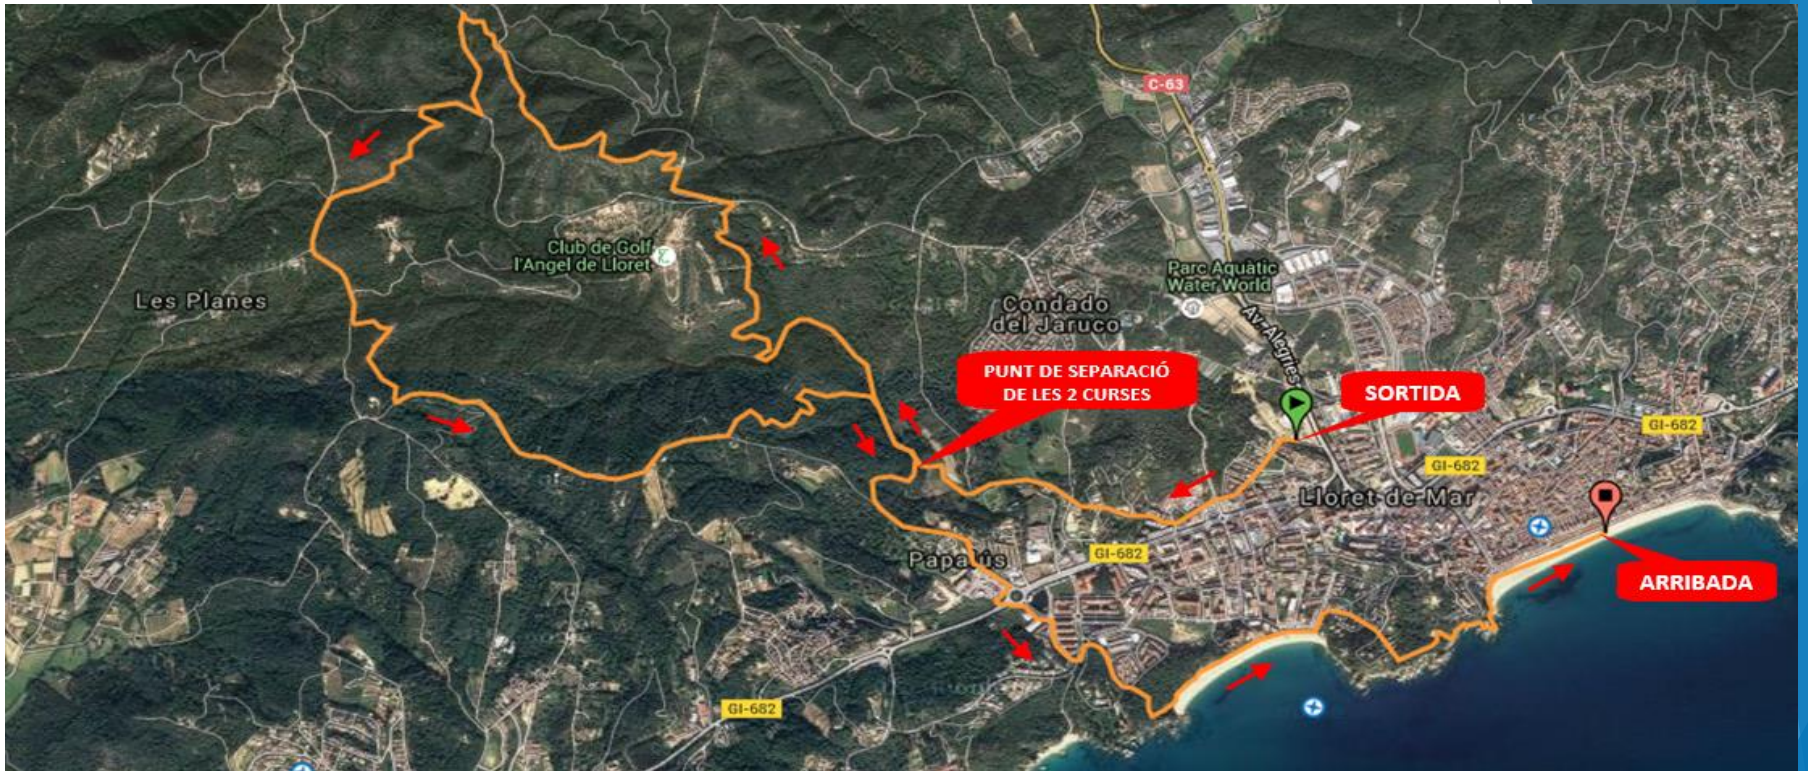 C-63
Club de Golf
l'Àngel de Lloret
Les Planes
Parc Aquàtic
Water World
Condado
del Jaruco
Av. Alegries
PUNT DE SEPARACIÓ
DE LES 2 CURSES
SORTIDA
GI-682
GI-682
Lloret de Mar
GI-682
Papalús
ARRIBADA
GI-682